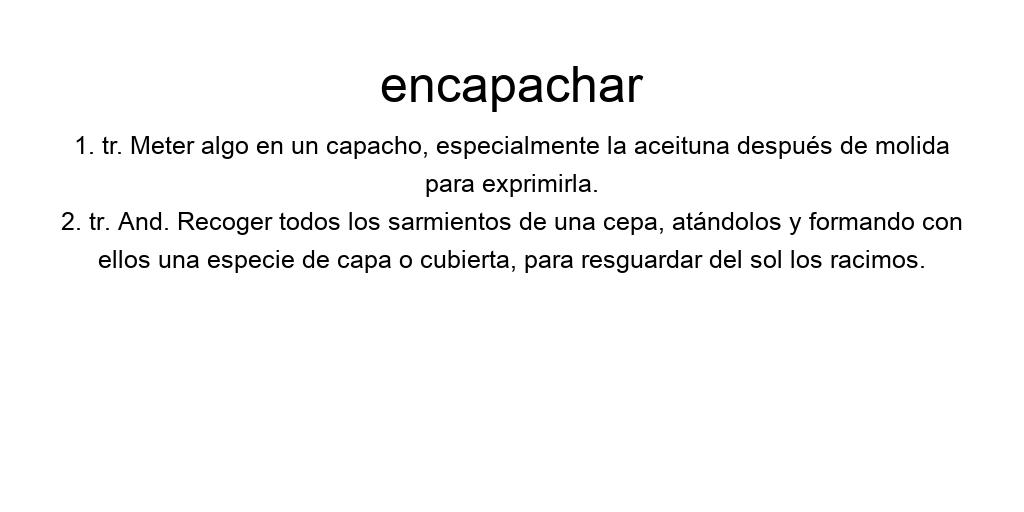 encapachar
1. tr. Meter algo en un capacho, especialmente la aceituna después de molida
para exprimirla.
2. tr. And. Recoger todos los sarmientos de una cepa, atándolos y formando con
ellos una especie de capa o cubierta, para resguardar del sol los racimos.